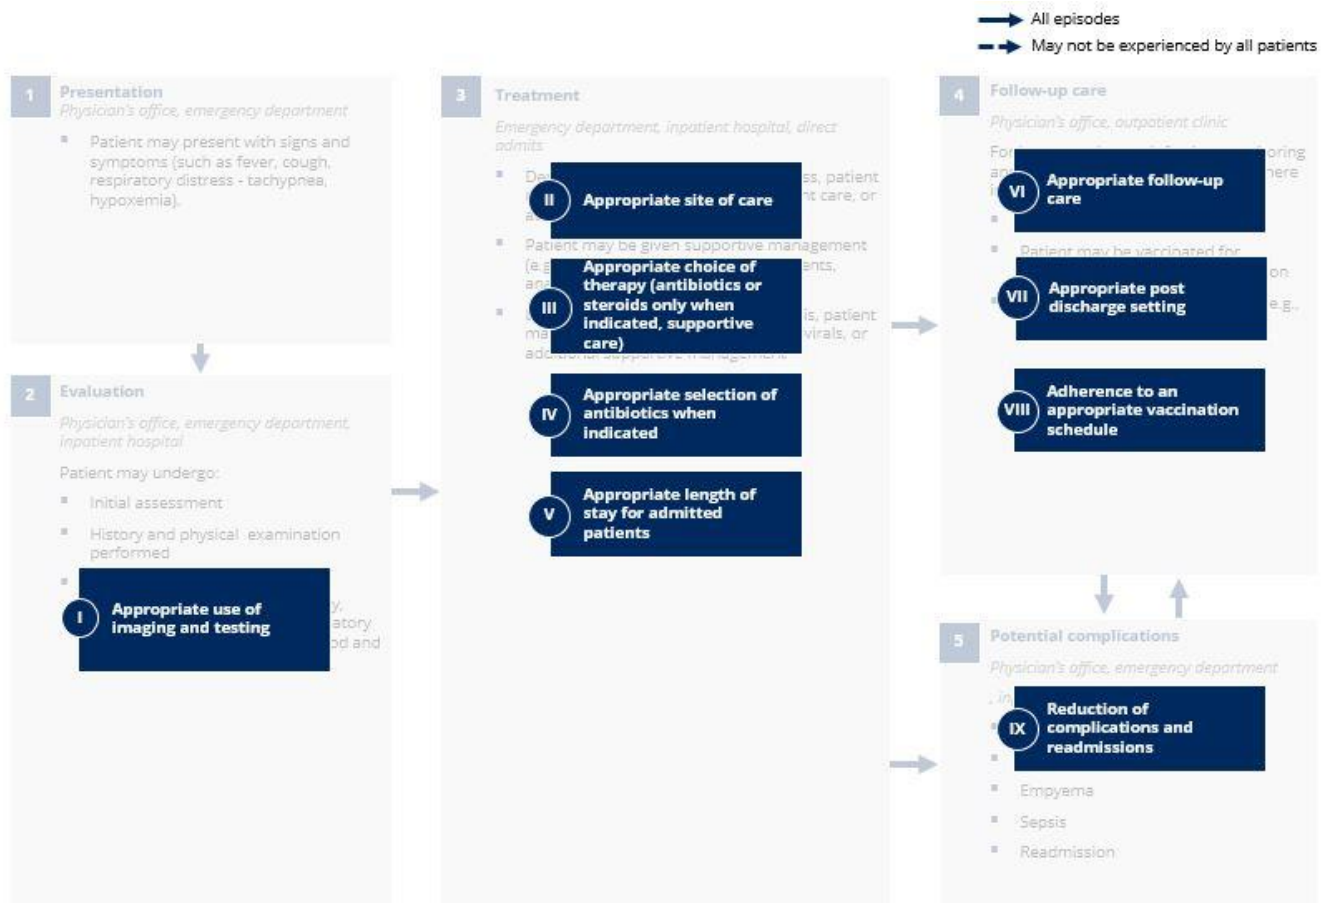 All episodes
May not be experienced by all patients
1
Presentation
Physician's office, emergency department
Patient may present with signs and
symptoms (such as fever, cough,
respiratory distress - tachypnea,
hypoxemia).
2
Evaluation
Physician's office, emergency department,
inpatient hospital
Patient may undergo:
Initial assessment
History and physical examination
performed
I
Appropriate use of
imaging and testing
and
3
Treatment
Emergency department, inpatient hospital, direct
admits
patient
care, or
II
Appropriate site of care
Patient may be given supportive management
III
Appropriate choice of
therapy (antibiotics or
steroids only when
indicated, supportive
care)
patient
or
IV
Appropriate selection of
antibiotics when
indicated
V
Appropriate length of
stay for admitted
patients
4
Follow-up care
Physician's office, outpatient clinic
For
VI
Appropriate follow-up
care
Patient may be vaccinated for
VII
Appropriate post
discharge setting
VIII
Adherence to an
appropriate vaccination
schedule
5
Potential complications
Physician's office, emergency department
IX
Reduction of
complications and
readmissions
Empyema
Sepsis
Readmission